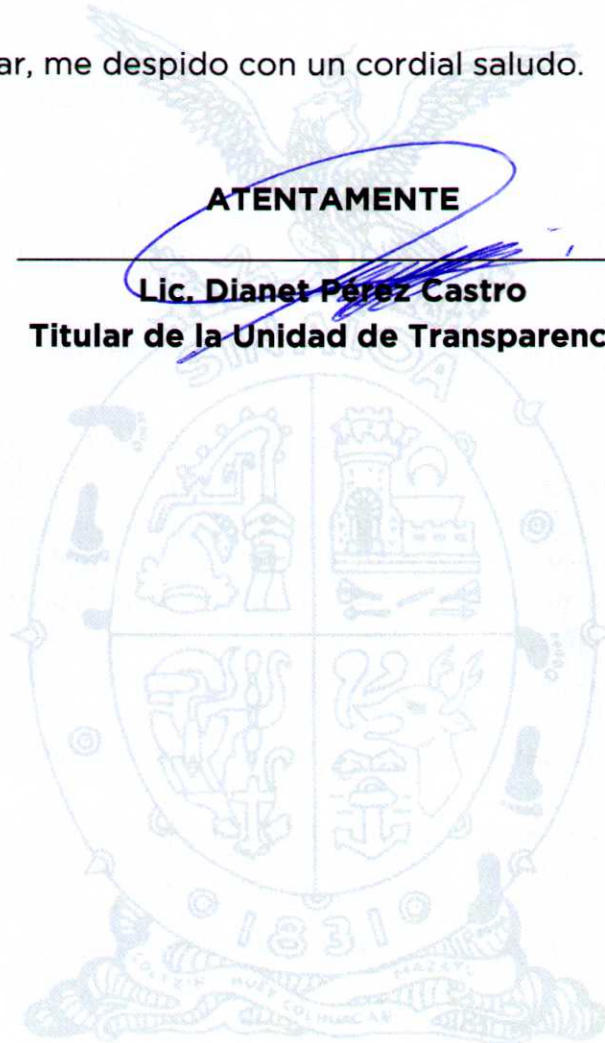 ar, me despido con un cordial saludo.
ATENTAMENTE
Lic. Dianet Pérez Castro
Titular de la Unidad de Transparenc
SINALOA
1831